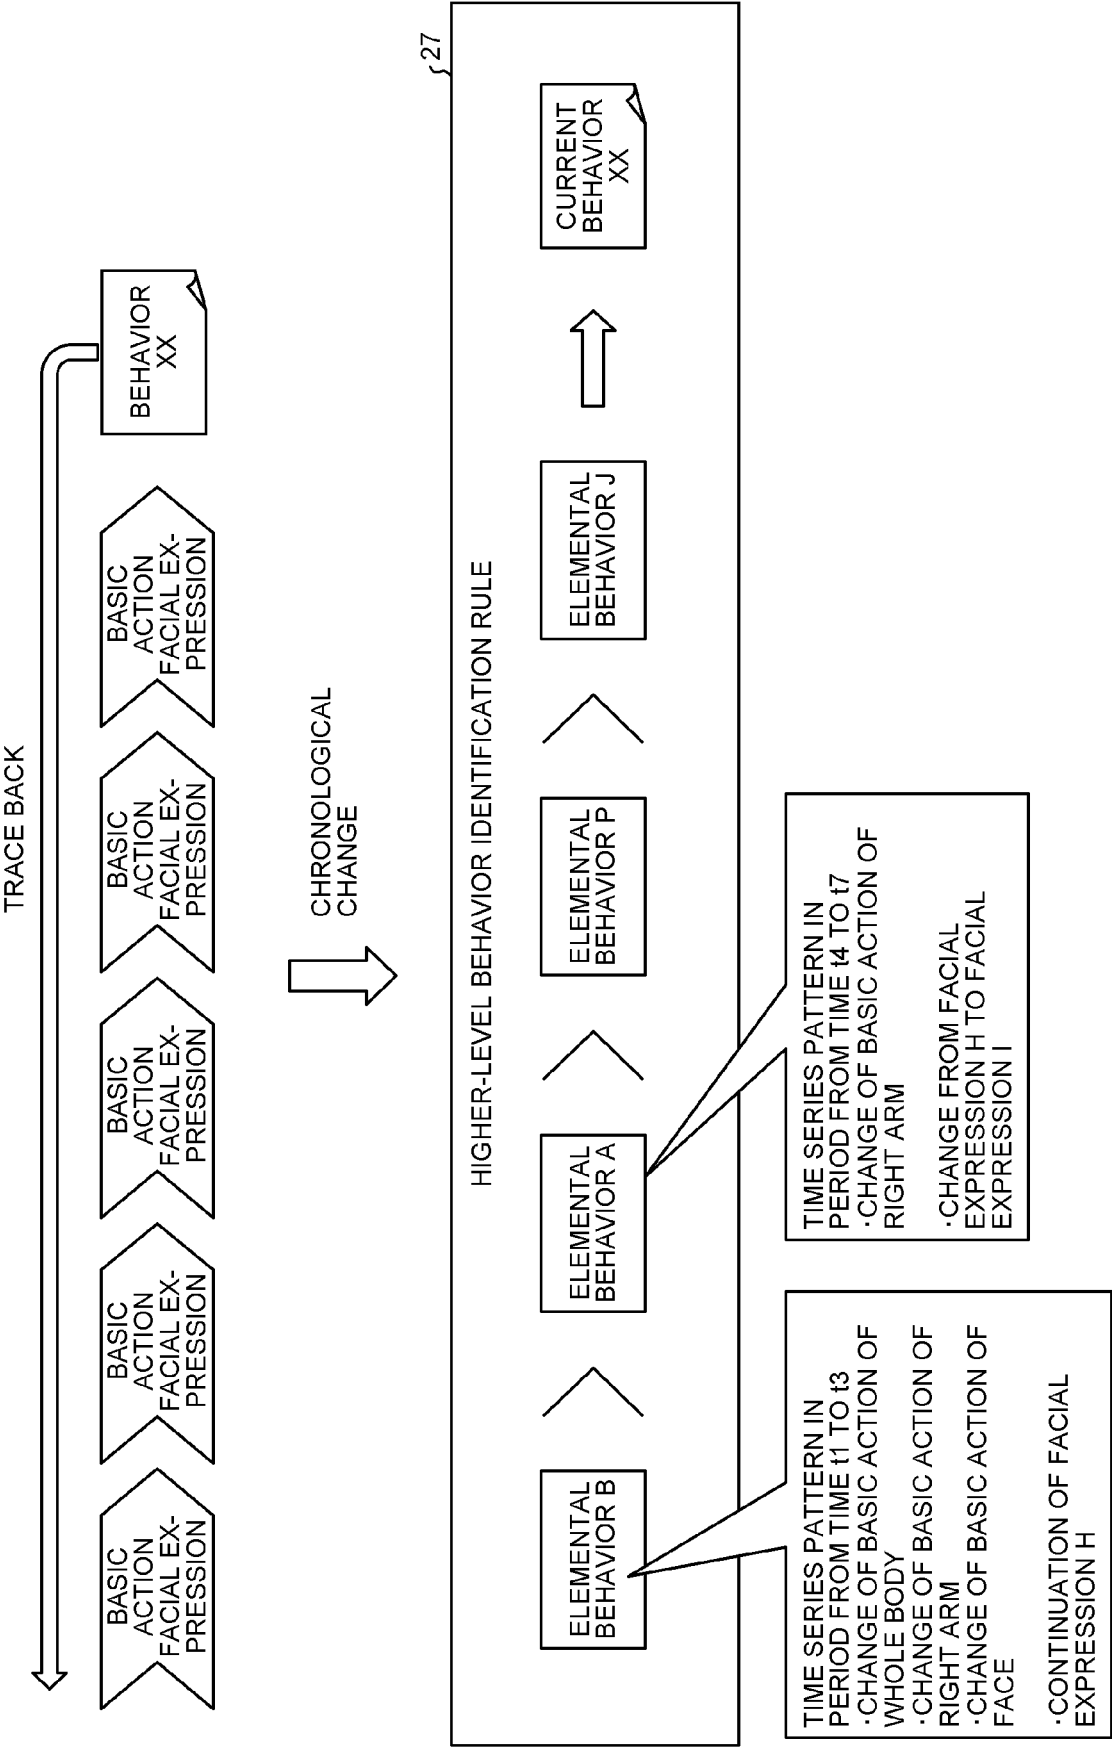 TRACE BACK
BASIC
ACTION
FACIAL EX-
PRESSION
BASIC
ACTION
FACIAL EX-
PRESSION
BASIC
ACTION
FACIAL EX-
PRESSION
BASIC
ACTION
FACIAL EX-
PRESSION
BASIC
ACTION
FACIAL EX-
PRESSION
BEHAVIOR
XX
CHRONOLOGICAL
CHANGE
27
HIGHER-LEVEL BEHAVIOR IDENTIFICATION RULE
ELEMENTAL
BEHAVIOR B
ELEMENTAL
BEHAVIOR A
ELEMENTAL
BEHAVIOR P
ELEMENTAL
BEHAVIOR J
CURRENT
BEHAVIOR
XX
TIME SERIES PATTERN IN
PERIOD FROM TIME t1 TO t3
·CHANGE OF BASIC ACTION OF
WHOLE BODY
·CHANGE OF BASIC ACTION OF
RIGHT ARM
·CHANGE OF BASIC ACTION OF
FACE
·CONTINUATION OF FACIAL
EXPRESSION H
TIME SERIES PATTERN IN
PERIOD FROM TIME t4 TO t7
·CHANGE OF BASIC ACTION OF
RIGHT ARM
·CHANGE FROM FACIAL
EXPRESSION H TO FACIAL
EXPRESSION I